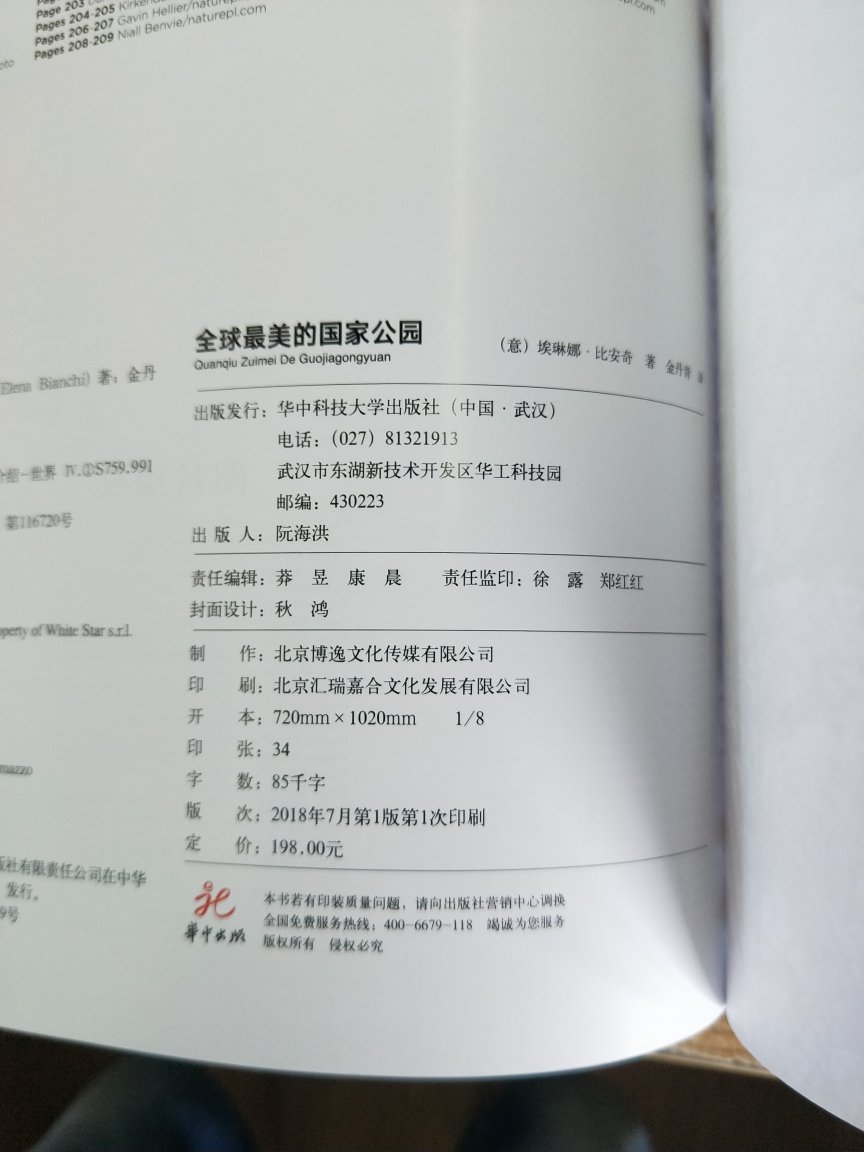 Page 203
Pages 204-205
Pages 206-207 Gavin Hellier/naturepl.com
Pages 208-209 Niall Benvie/naturepl.com
全球最美的国家公园
Quanqiu Zuimei De Guojiagongyuan
（意）埃琳娜·比安奇 著 金丹青
Elena Bianchi）著；金丹
出版发行：华中科技大学出版社（中国·武汉）
电话：（027）81321913
介绍－世界 Ⅳ.①S759.991
武汉市东湖新技术开发区华工科技园
邮编：430223
第116720号
出 版 人：阮海洪
责任编辑：莽 昱 康 晨 责任监印：徐 露 郑红红
封面设计：秋 鸿
property of White Star s.r.l.
制 作：北京博逸文化传媒有限公司
印 刷：北京汇瑞嘉合文化发展有限公司
开 本：720mm×1020mm 1/8
印 张：34
字 数：85千字
版 次：2018年7月第1版第1次印刷
定 价：198.00元
版社有限责任公司在中华
发行。
9号
华中出版
本书若有印装质量问题，请向出版社营销中心调换
全国免费服务热线：400-6679-118 竭诚为您服务
版权所有 侵权必究